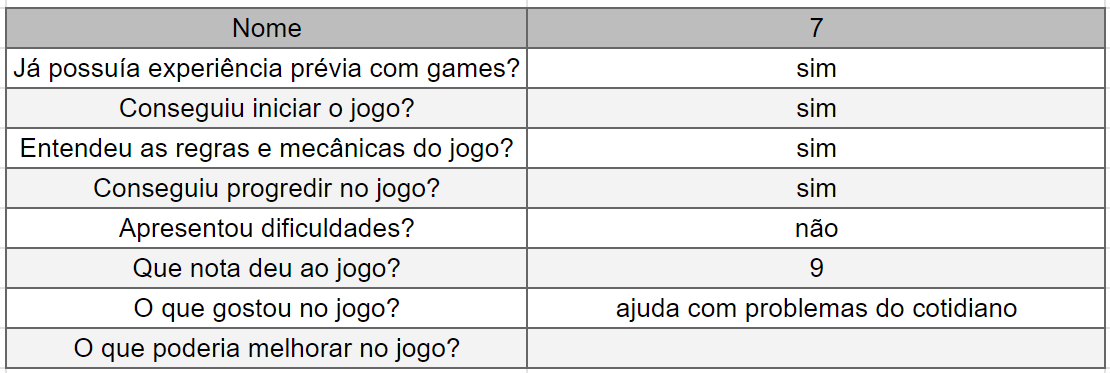 Nome 7
Já possuía experiência prévia com games? sim
Conseguiu iniciar o jogo? sim
Entendeu as regras e mecânicas do jogo? sim
Conseguiu progredir no jogo? sim
Apresentou dificuldades? não
Que nota deu ao jogo? 9
O que gostou no jogo? ajuda com problemas do cotidiano
O que poderia melhorar no jogo?